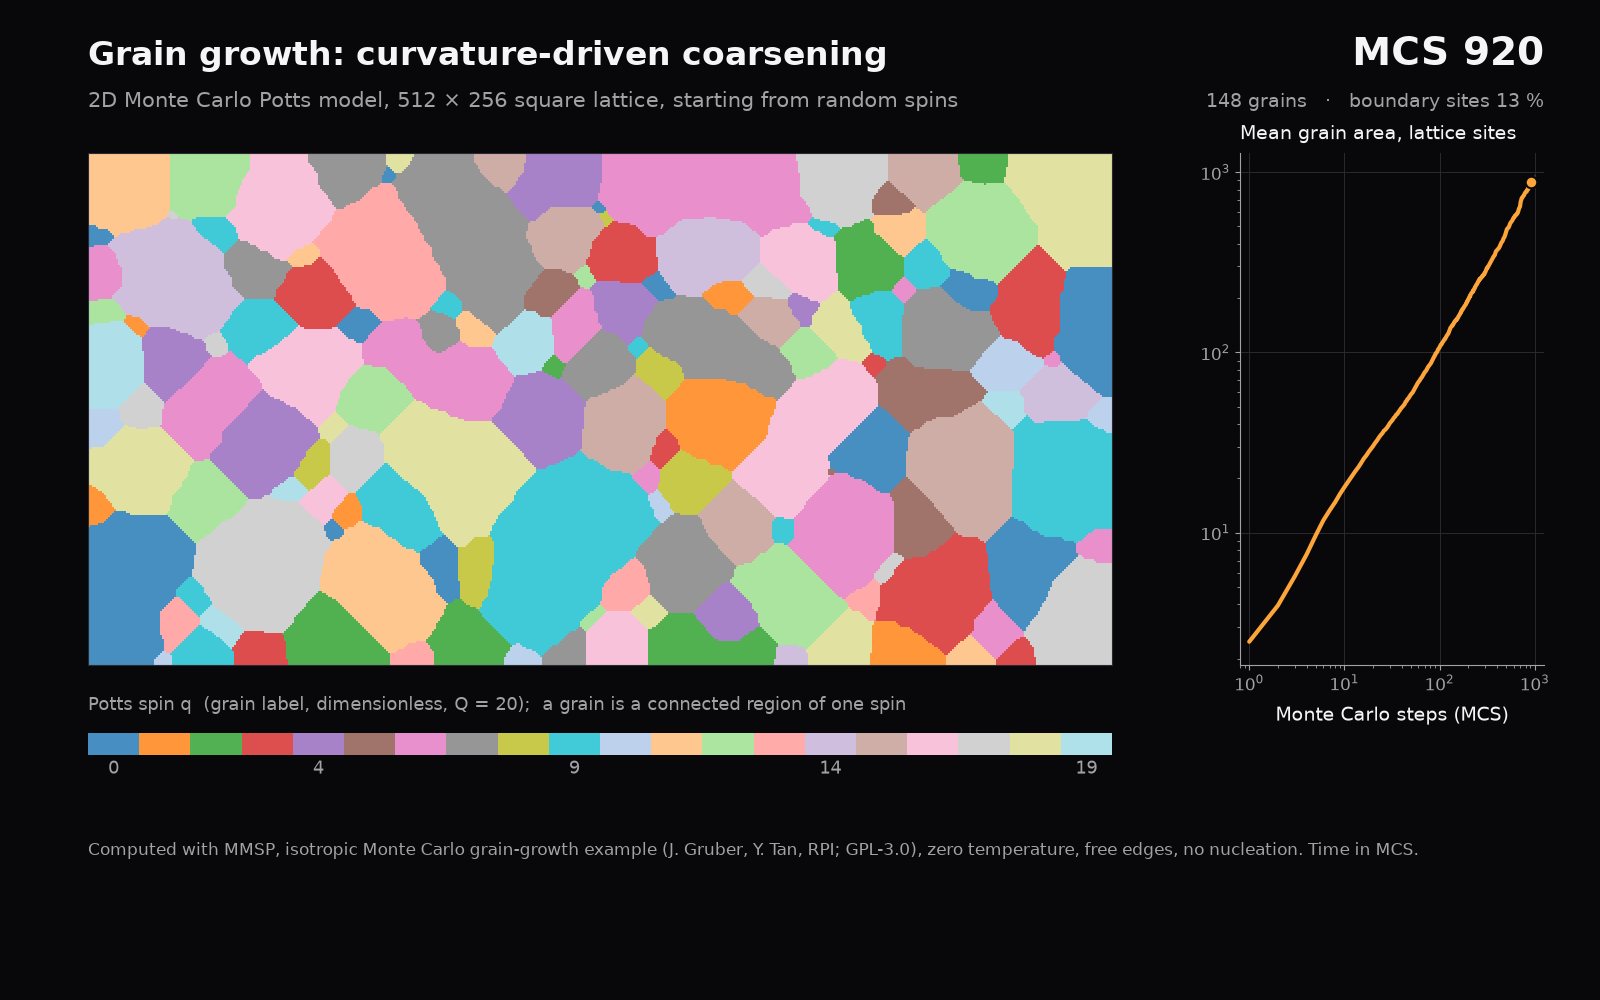 Grain growth: curvature-driven coarsening
MCS 920
2D Monte Carlo Potts model, 512 × 256 square lattice, starting from random spins
148 grains · boundary sites 13 %
Mean grain area, lattice sites
10³
10²
10¹
10⁰ 10¹ 10² 10³
Monte Carlo steps (MCS)
Potts spin q (grain label, dimensionless, Q = 20); a grain is a connected region of one spin
0 4 9 14 19
Computed with MMSP, isotropic Monte Carlo grain-growth example (J. Gruber, Y. Tan, RPI; GPL-3.0), zero temperature, free edges, no nucleation. Time in MCS.